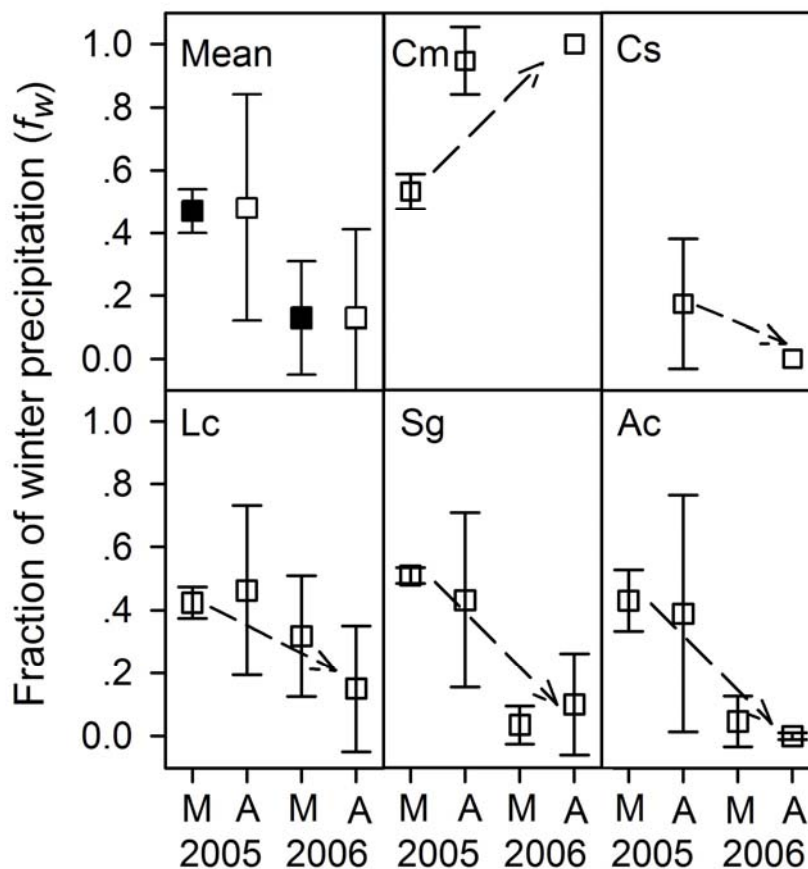 Fraction of winter precipitation (fw)
Mean
Cm
Cs
1.0
.8
.6
.4
.2
0.0
Lc
Sg
Ac
1.0
.8
.6
.4
.2
0.0
M A M A M A M A M A M A
2005 2006 2005 2006 2005 2006